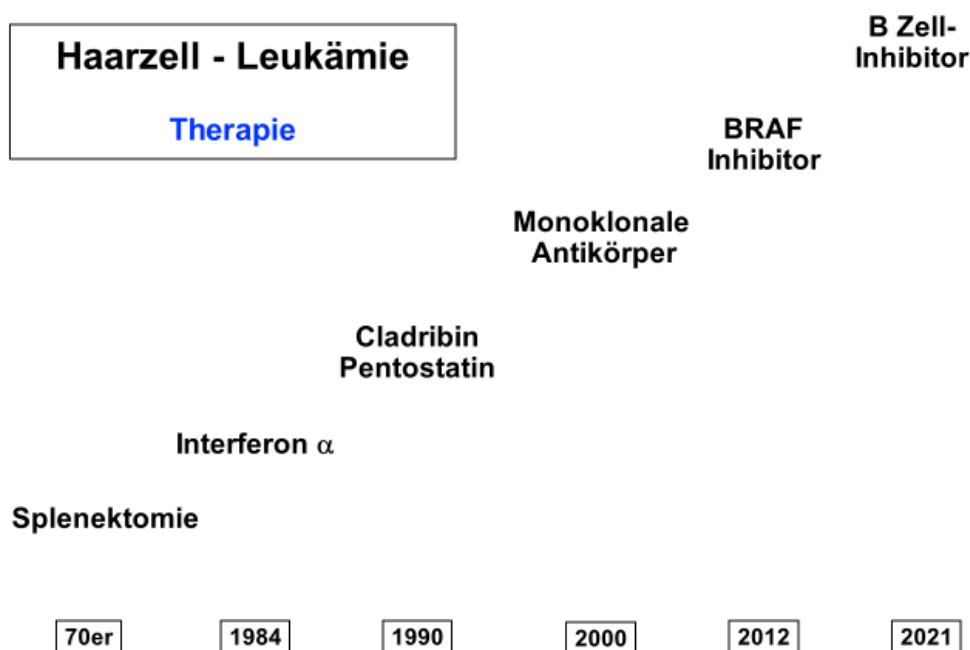 Haarzell - Leukämie
Therapie
B Zell-
Inhibitor
BRAF
Inhibitor
Monoklonale
Antikörper
Cladribin
Pentostatin
Interferon α
Splenektomie
70er
1984
1990
2000
2012
2021